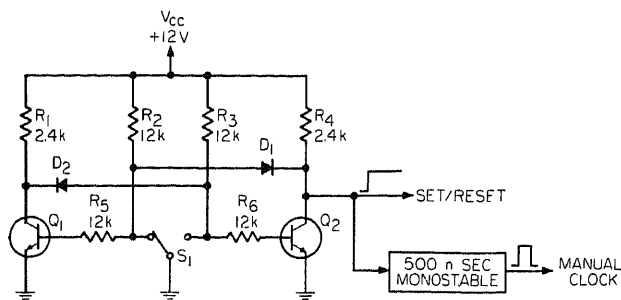 VCC
+12V
R1
2.4k
R2
12k
R3
12k
R4
2.4k
D1
D2
Q1
R5
12k
R6
12k
Q2
S1
SET/RESET
500 n SEC
MONOSTABLE
MANUAL
CLOCK